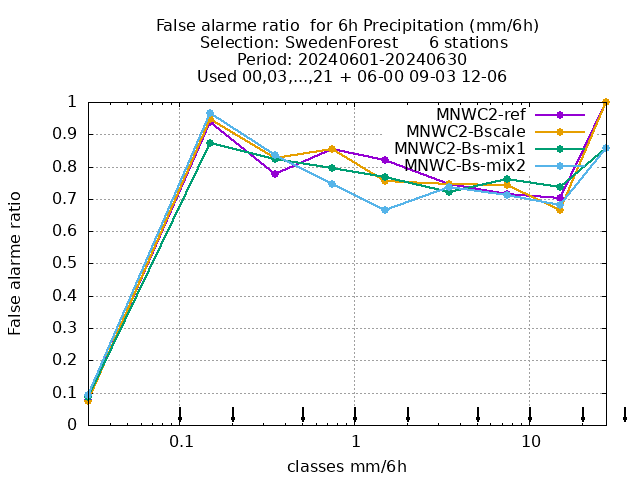 False alarme ratio  for 6h Precipitation (mm/6h)
Selection: SwedenForest      6 stations
Period: 20240601-20240630
Used 00,03,...,21 + 06-00 09-03 12-06
MNWC2-ref
MNWC2-Bscale
MNWC2-Bs-mix1
MNWC-Bs-mix2
False alarme ratio
1
0.9
0.8
0.7
0.6
0.5
0.4
0.3
0.2
0.1
0
0.1 1 10
classes mm/6h